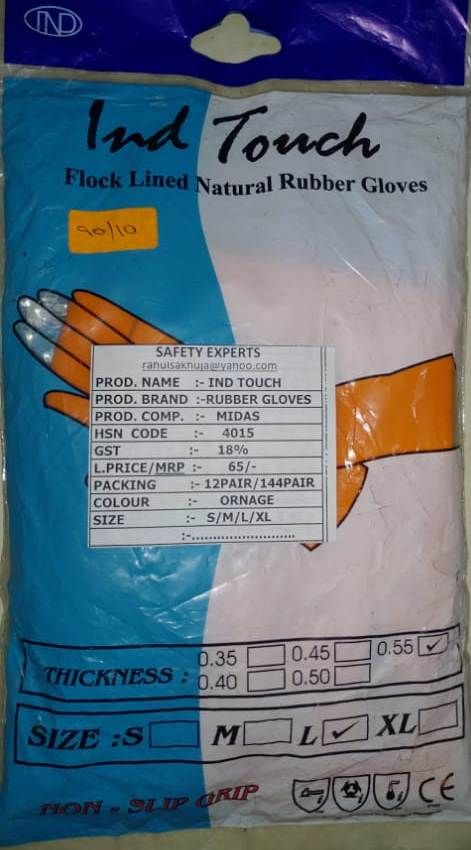 IND
Ind Touch
Flock Lined Natural Rubber Gloves
90/10
SAFETY EXPERTS
rahulsakhuja@yahoo.com
PROD. NAME :- IND TOUCH
PROD. BRAND :-RUBBER GLOVES
PROD. COMP. :- MIDAS
HSN CODE :- 4015
GST :- 18%
L.PRICE/MRP :- 65/-
PACKING :- 12PAIR/144PAIR
COLOUR :- ORNAGE
SIZE :- S/M/L/XL
:-..........................
THICKNESS : 0.35 0.45 0.55 ✓
0.40 0.50
SIZE :S M L ✓ XL
NON - SLIP GRIP
CE